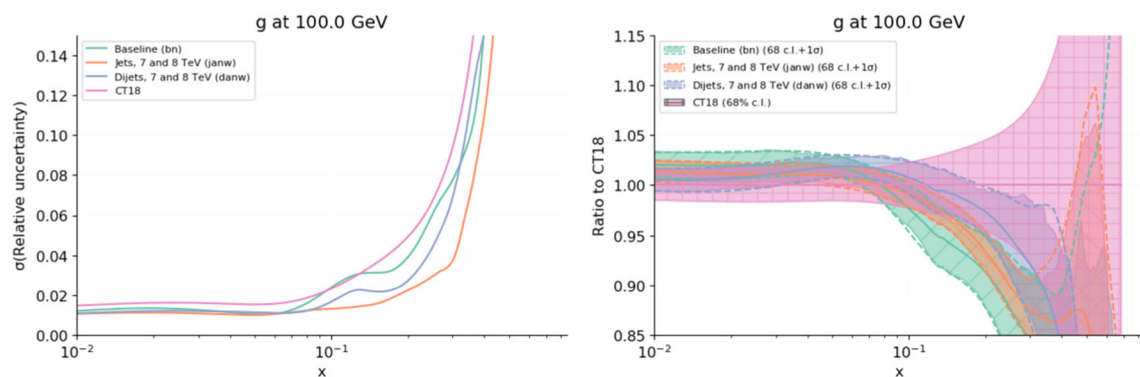 g at 100.0 GeV
σ(Relative uncertainty)
0.14
0.12
0.10
0.08
0.06
0.04
0.02
0.00
Baseline (bn)
Jets, 7 and 8 TeV (janw)
Dijets, 7 and 8 TeV (danw)
CT18
10⁻²
10⁻¹
x
g at 100.0 GeV
Ratio to CT18
1.15
1.10
1.05
1.00
0.95
0.90
0.85
Baseline (bn) (68 c.l.+1σ)
Jets, 7 and 8 TeV (janw) (68 c.l.+1σ)
Dijets, 7 and 8 TeV (danw) (68 c.l.+1σ)
CT18 (68% c.l.)
10⁻²
10⁻¹
x